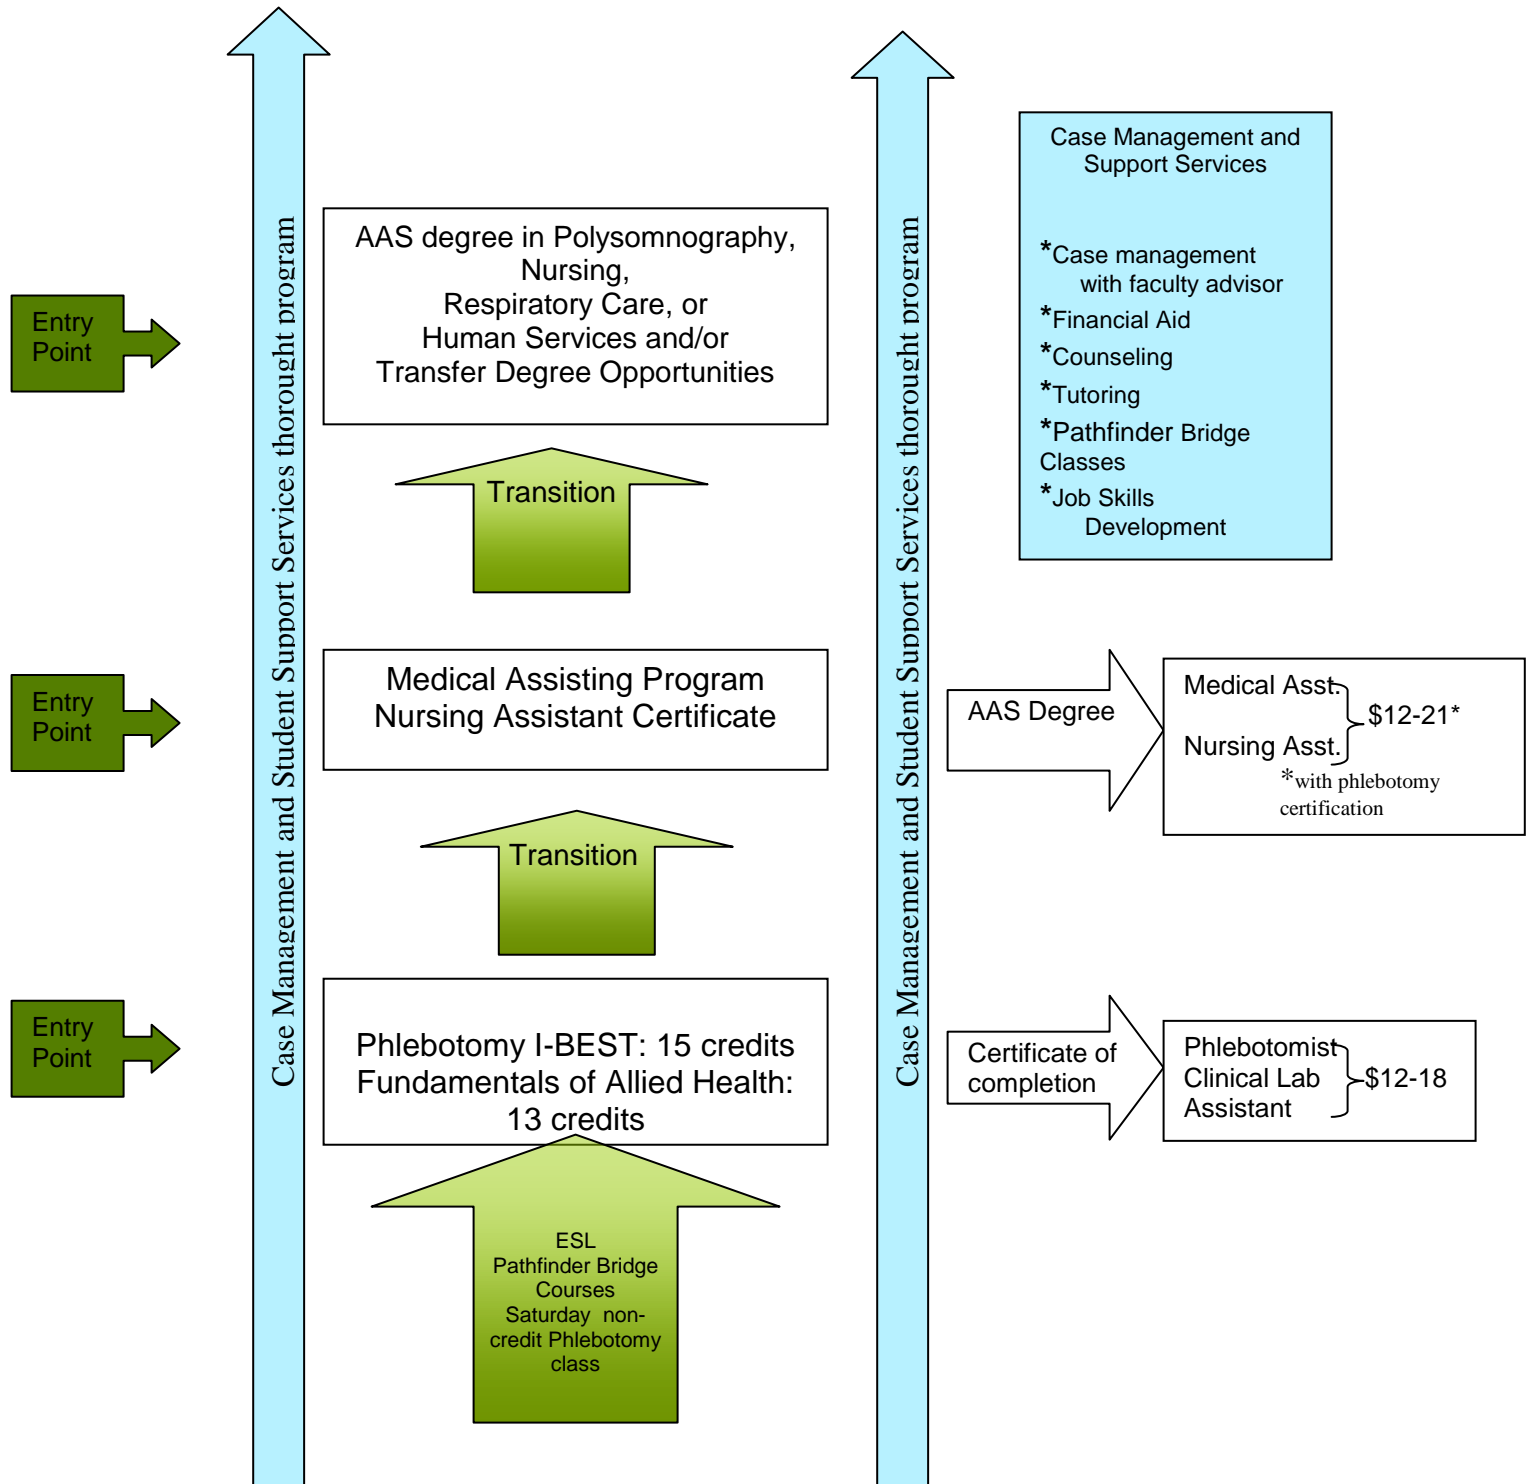 Case Management and Student Support Services thorought program
Case Management and Student Support Services thorought program
Case Management and
Support Services
*Case management
with faculty advisor
*Financial Aid
*Counseling
*Tutoring
*Pathfinder Bridge
Classes
*Job Skills
Development
Entry
Point
AAS degree in Polysomnography,
Nursing,
Respiratory Care, or
Human Services and/or
Transfer Degree Opportunities
Transition
Entry
Point
Medical Assisting Program
Nursing Assistant Certificate
AAS Degree
Medical Asst.
Nursing Asst.
$12-21*
*with phlebotomy
certification
Transition
Entry
Point
Phlebotomy I-BEST: 15 credits
Fundamentals of Allied Health:
13 credits
Certificate of
completion
Phlebotomist
Clinical Lab
Assistant
$12-18
ESL
Pathfinder Bridge
Courses
Saturday non-
credit Phlebotomy
class